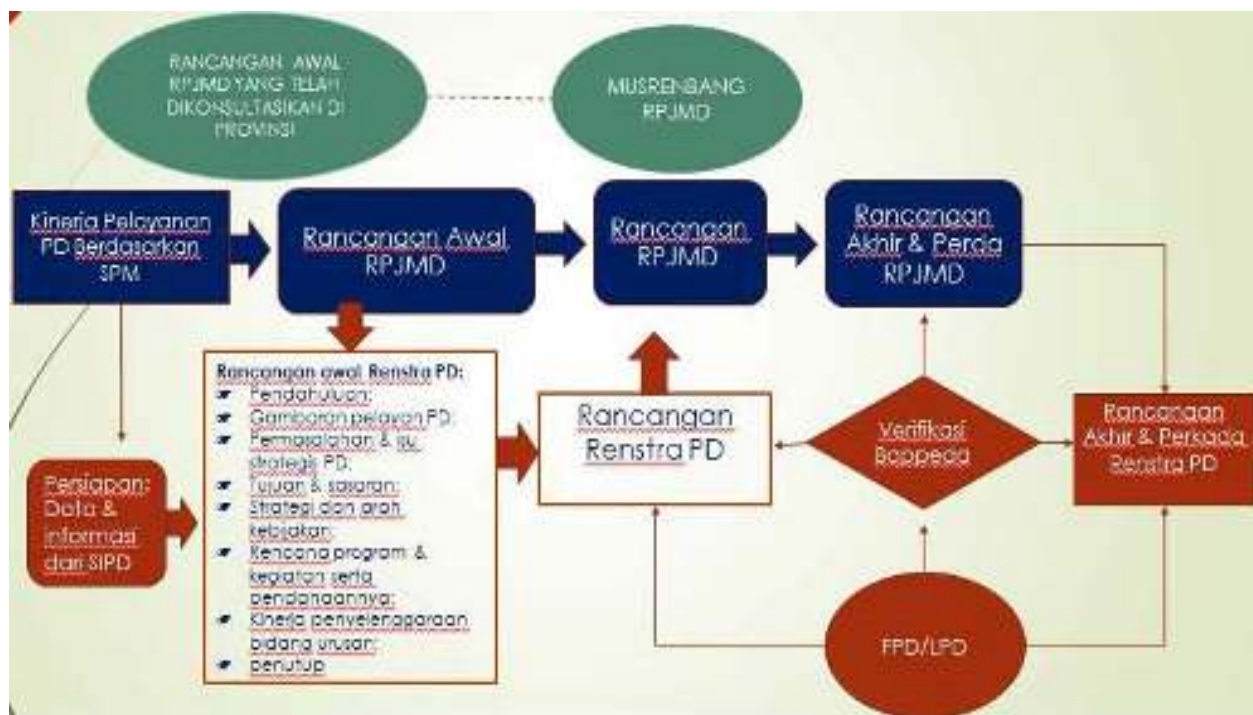 RANCANGAN AWAL
RPJMD YANG TELAH
DIKONSULTASIKAN DI
PROVINSI
MUSRENBANG
RPJMD
Kinerja Pelayanan
PD Berdasarkan
SPM
Rancangan Awal
RPJMD
Rancangan
RPJMD
Rancangan
Akhir & Perda
RPJMD
Rancangan awal Renstra PD:
Pendahuluan;
Gambaran pelayan PD;
Permasalahan & isu
strategis PD;
Tujuan & sasaran;
Strategi dan arah
kebijakan;
Rencana program &
kegiatan serta
pendanaannya;
Kinerja penyelenggaraan
bidang urusan;
penutup
Rancangan
Renstra PD
Verifikasi
Bappeda
Rancangan
Akhir & Perkada
Renstra PD
Persiapan:
Data &
informasi
dari SIPD
FPD/LPD